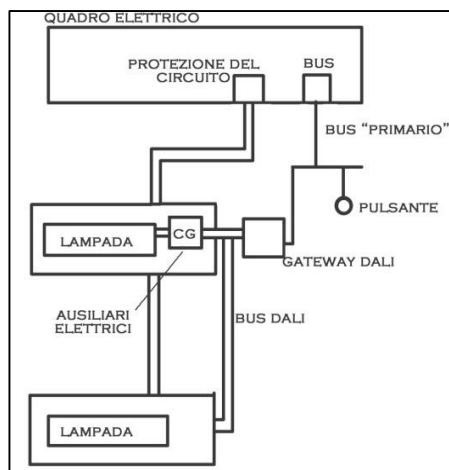 QUADRO ELETTRICO
PROTEZIONE DEL
CIRCUITO
BUS
BUS "PRIMARIO"
PULSANTE
LAMPADA
CG
GATEWAY DALI
AUSILIARI
ELETTRICI
BUS DALI
LAMPADA